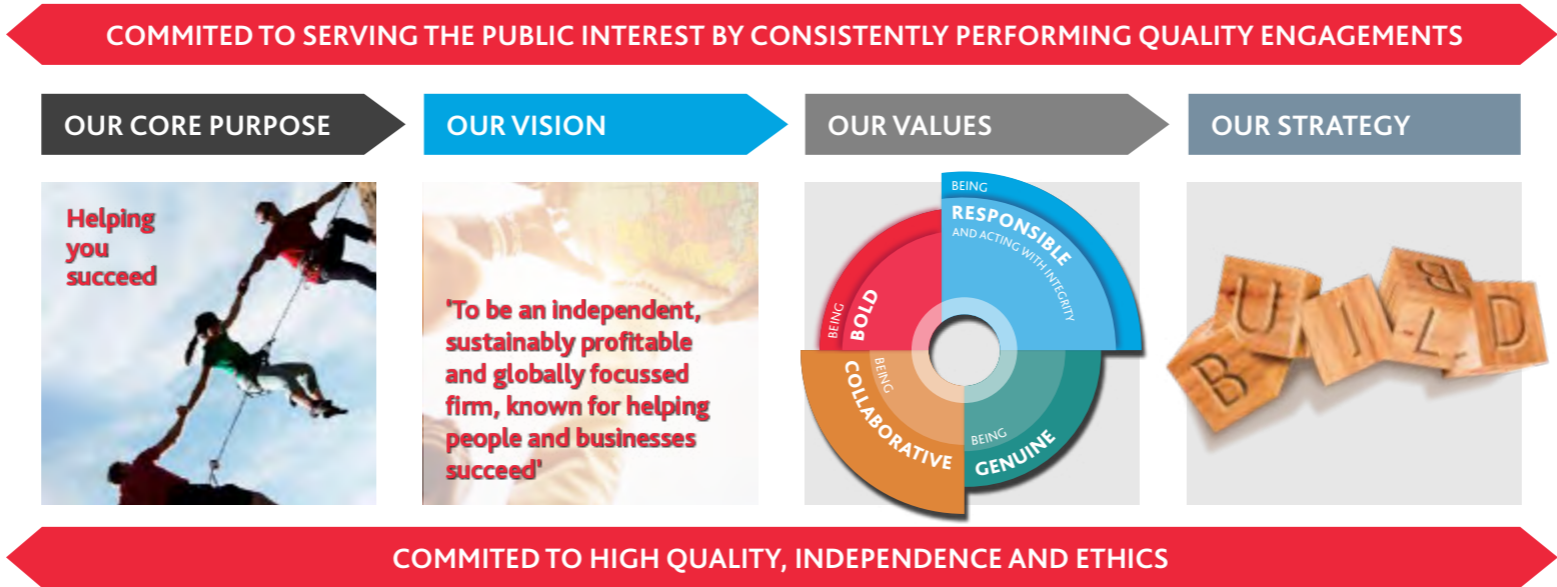 COMMITED TO SERVING THE PUBLIC INTEREST BY CONSISTENTLY PERFORMING QUALITY ENGAGEMENTS
OUR CORE PURPOSE
OUR VISION
OUR VALUES
OUR STRATEGY
Helping
you
succeed
'To be an independent,
sustainably profitable
and globally focussed
firm, known for helping
people and businesses
succeed'
BEING
RESPONSIBLE
AND ACTING WITH INTEGRITY
BEING
BOLD
BEING
COLLABORATIVE
BEING
GENUINE
BUILD
B
COMMITED TO HIGH QUALITY, INDEPENDENCE AND ETHICS